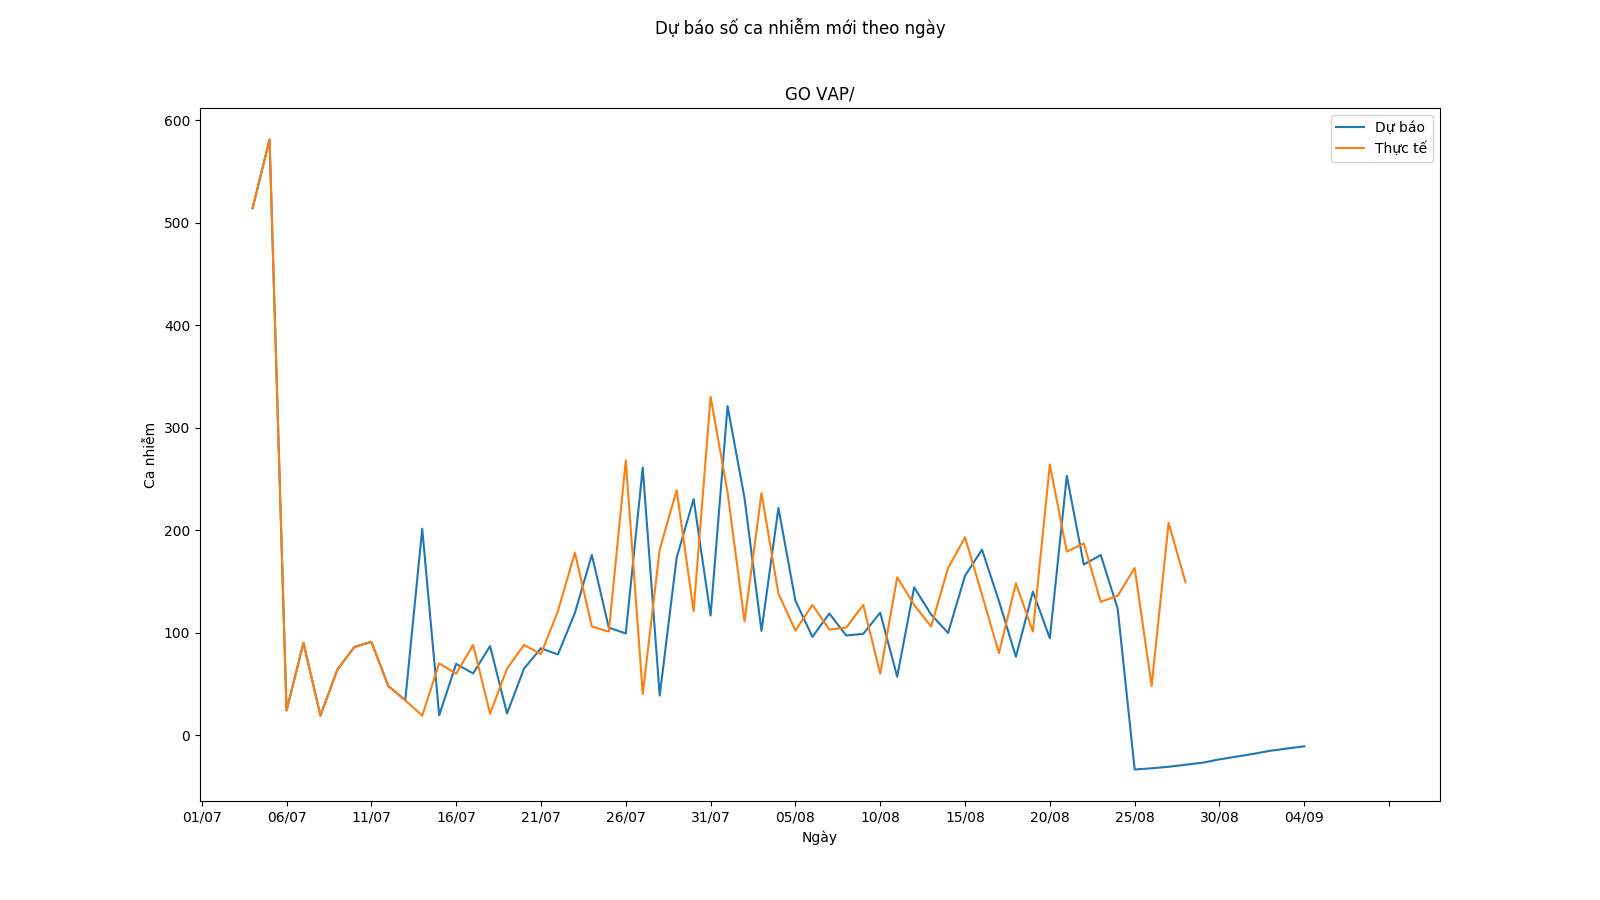 Dự báo số ca nhiễm mới theo ngày
GO VAP/
Dự báo
Thực tế
600
500
400
300
200
100
0
Ca nhiễm
01/07 06/07 11/07 16/07 21/07 26/07 31/07 05/08 10/08 15/08 20/08 25/08 30/08 04/09
Ngày